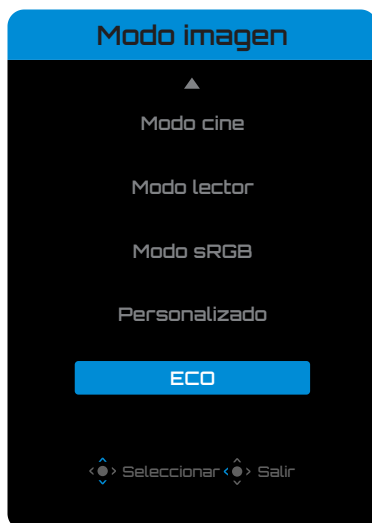 Modo imagen
Modo cine
Modo lector
Modo sRGB
Personalizado
ECO
Seleccionar Salir